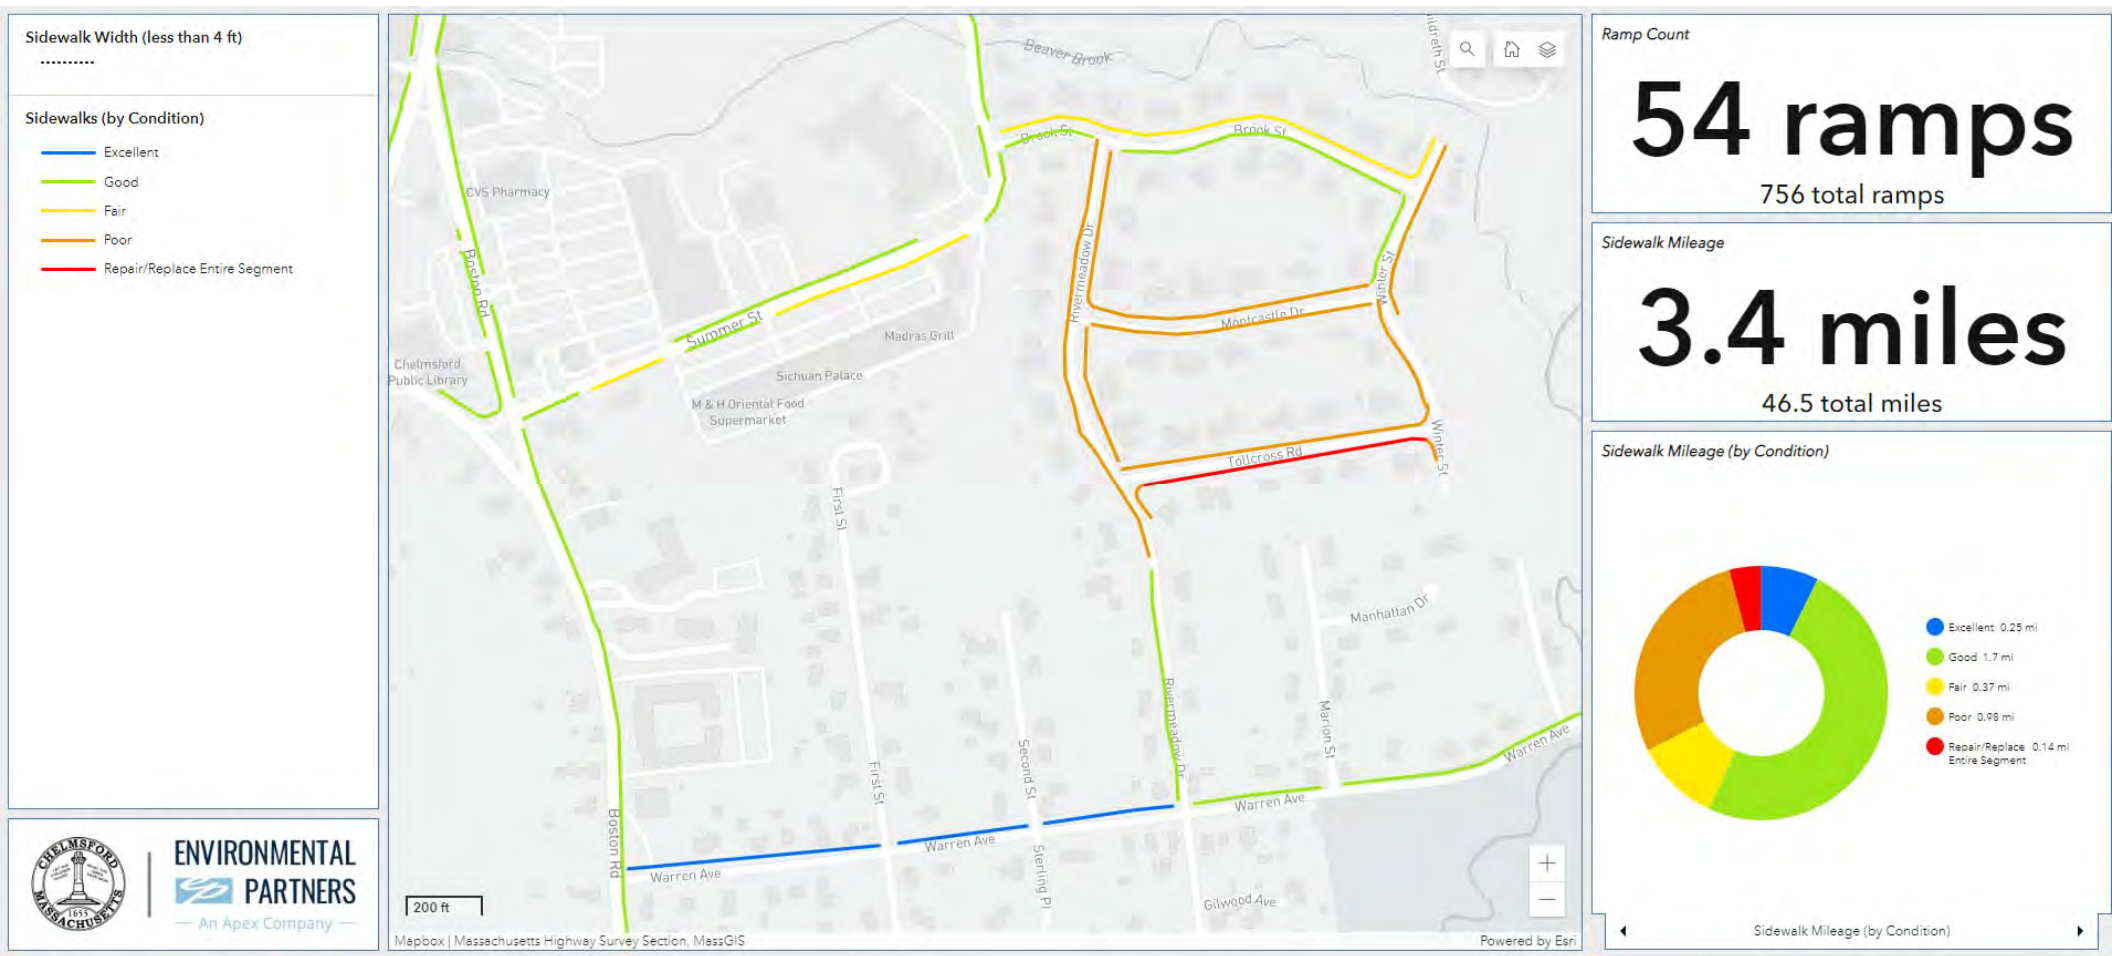 Sidewalk Width (less than 4 ft)
Sidewalks (by Condition)
Excellent
Good
Fair
Poor
Repair/Replace Entire Segment
CHELMSFORD
MASSACHUSETTS
1655
ENVIRONMENTAL
PARTNERS
An Apex Company
Beaver Brook
ildreth St
Brook St
Brook St
CVS Pharmacy
Boston Rd
Rivermeadow Dr
Winter St
Montcastle Dr
Summer St
Madras Grill
Chelmsford
Public Library
Sichuan Palace
M & H Oriental Food
Supermarket
Tollcross Rd
Winter St
First St
Manhattan Dr
Rivermeadow Dr
Marion St
Second St
First St
Warren Ave
Warren Ave
Boston Rd
Warren Ave
Warren Ave
Sterling Pl
Gilwood Ave
200 ft
Mapbox | Massachusetts Highway Survey Section, MassGIS
Powered by Esri
Ramp Count
54 ramps
756 total ramps
Sidewalk Mileage
3.4 miles
46.5 total miles
Sidewalk Mileage (by Condition)
Excellent 0.25 mi
Good 1.7 mi
Fair 0.37 mi
Poor 0.98 mi
Repair/Replace 0.14 mi
Entire Segment
Sidewalk Mileage (by Condition)